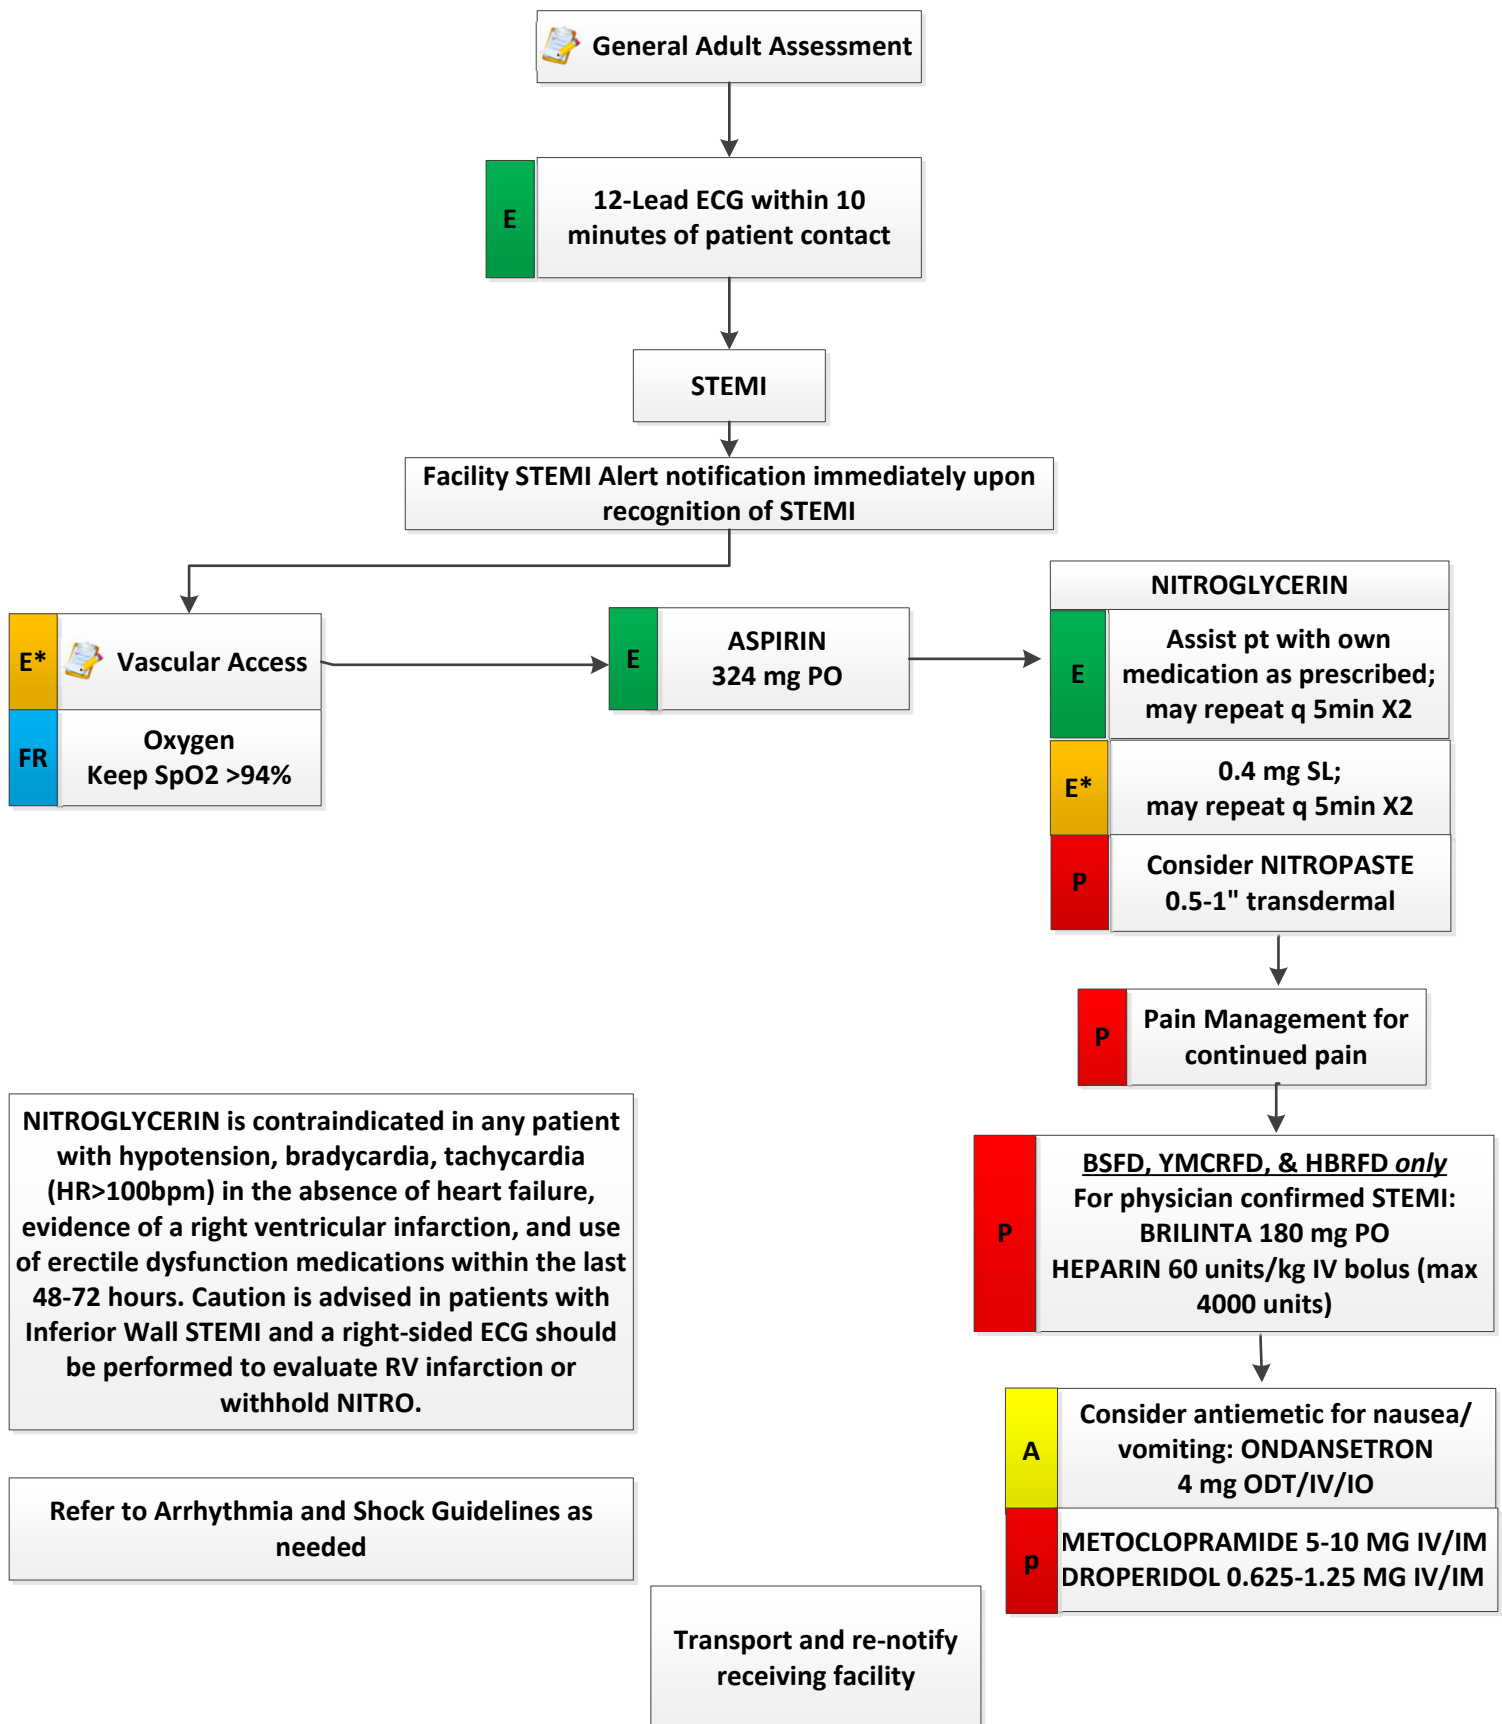 General Adult Assessment
E
12-Lead ECG within 10
minutes of patient contact
STEMI
Facility STEMI Alert notification immediately upon
recognition of STEMI
E*
Vascular Access
FR
Oxygen
Keep SpO2 >94%
E
ASPIRIN
324 mg PO
NITROGLYCERIN
E
Assist pt with own
medication as prescribed;
may repeat q 5min X2
E*
0.4 mg SL;
may repeat q 5min X2
P
Consider NITROPASTE
0.5-1" transdermal
P
Pain Management for
continued pain
P
BSFD, YMCRFD, & HBRFD only
For physician confirmed STEMI:
BRILINTA 180 mg PO
HEPARIN 60 units/kg IV bolus (max
4000 units)
A
Consider antiemetic for nausea/
vomiting: ONDANSETRON
4 mg ODT/IV/IO
p
METOCLOPRAMIDE 5-10 MG IV/IM
DROPERIDOL 0.625-1.25 MG IV/IM
NITROGLYCERIN is contraindicated in any patient
with hypotension, bradycardia, tachycardia
(HR>100bpm) in the absence of heart failure,
evidence of a right ventricular infarction, and use
of erectile dysfunction medications within the last
48-72 hours. Caution is advised in patients with
Inferior Wall STEMI and a right-sided ECG should
be performed to evaluate RV infarction or
withhold NITRO.
Refer to Arrhythmia and Shock Guidelines as
needed
Transport and re-notify
receiving facility